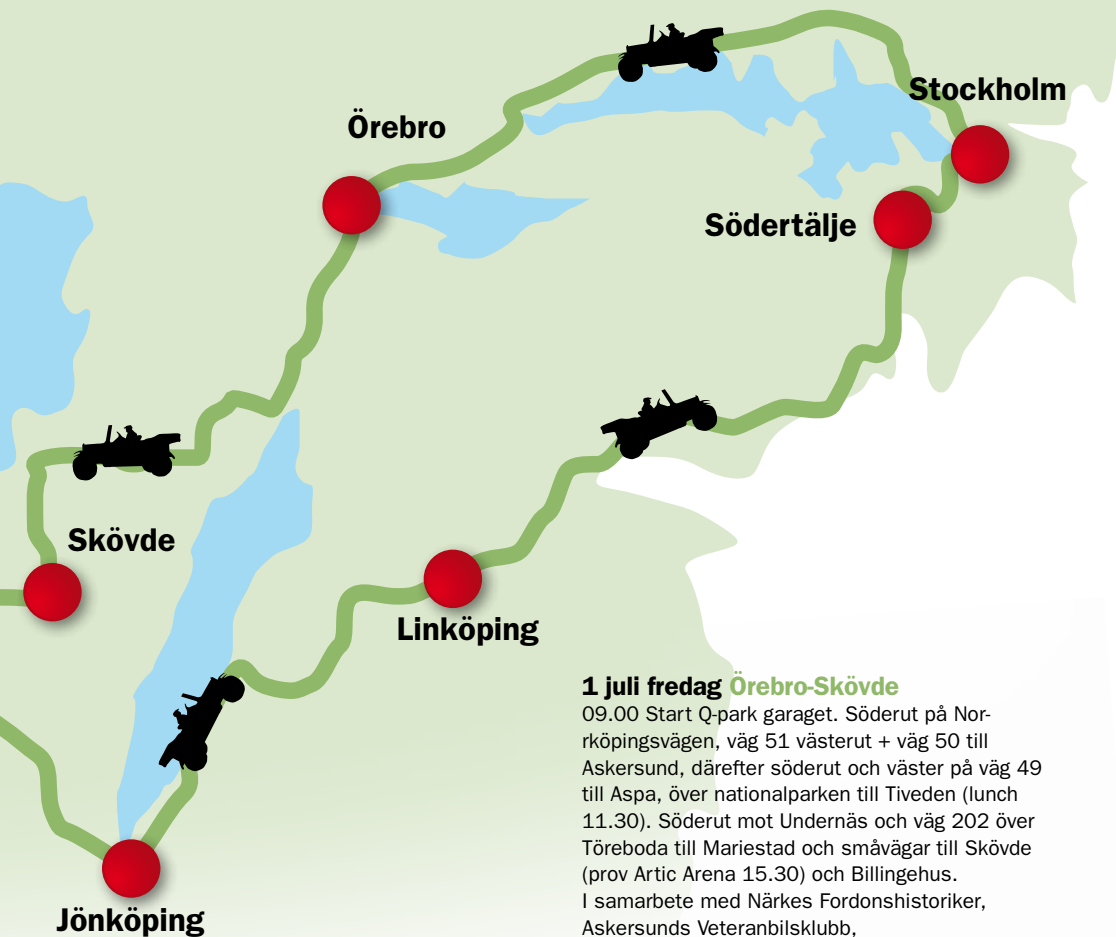 Stockholm
Örebro
Södertälje
Skövde
Linköping
Jönköping
1 juli fredag Örebro-Skövde
09.00 Start Q-park garaget. Söderut på Nor-
rköpingsvägen, väg 51 västerut + väg 50 till
Askersund, därefter söderut och väster på väg 49
till Aspa, över nationalparken till Tiveden (lunch
11.30). Söderut mot Undernäs och väg 202 över
Töreboda till Mariestad och småvägar till Skövde
(prov Artic Arena 15.30) och Billingehus.
I samarbete med Närkes Fordonshistoriker,
Askersunds Veteranbilsklubb,